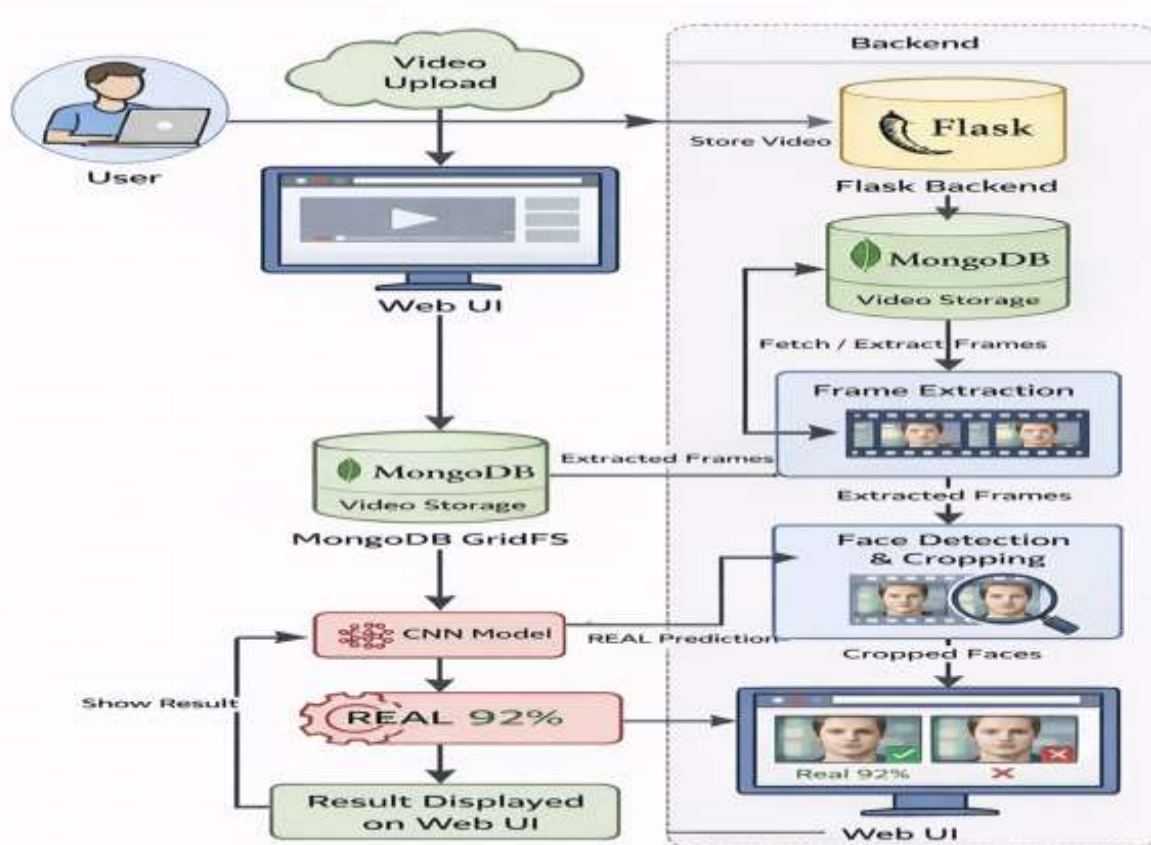 Video
Upload
User
Web UI
MongoDB
Video Storage
MongoDB GridFS
CNN Model
Show Result
REAL 92%
Result Displayed
on Web UI
Backend
Store Video
Flask
Flask Backend
MongoDB
Video Storage
Fetch / Extract Frames
Frame Extraction
Extracted Frames
Extracted Frames
Face Detection
& Cropping
REAL Prediction
Cropped Faces
Real 92%
Web UI